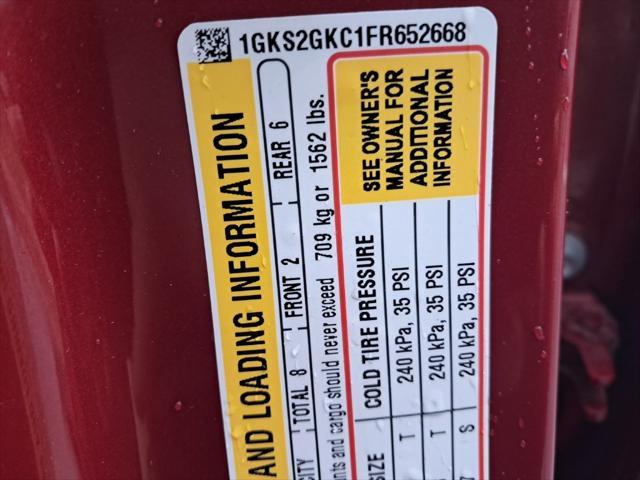 1GKS2GKC1FR652668
AND LOADING INFORMATION
CITY TOTAL 8 FRONT 2 REAR 6
nts and cargo should never exceed 709 kg or 1562 lbs.
SIZE COLD TIRE PRESSURE SEE OWNER'S MANUAL FOR ADDITIONAL INFORMATION
T 240 kPa, 35 PSI
T 240 kPa, 35 PSI
S 240 kPa, 35 PSI